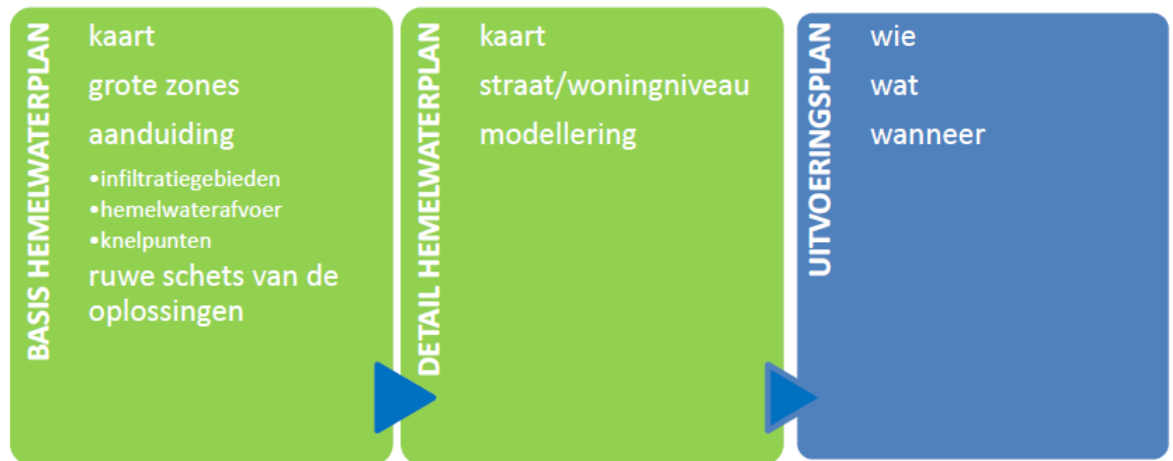 BASIS HEMELWATERPLAN
kaart
grote zones
aanduiding
•infiltratiegebieden
•hemelwaterafvoer
•knelpunten
ruwe schets van de
oplossingen
DETAIL HEMELWATERPLAN
kaart
straat/woningniveau
modellering
UITVOERINGSPLAN
wie
wat
wanneer